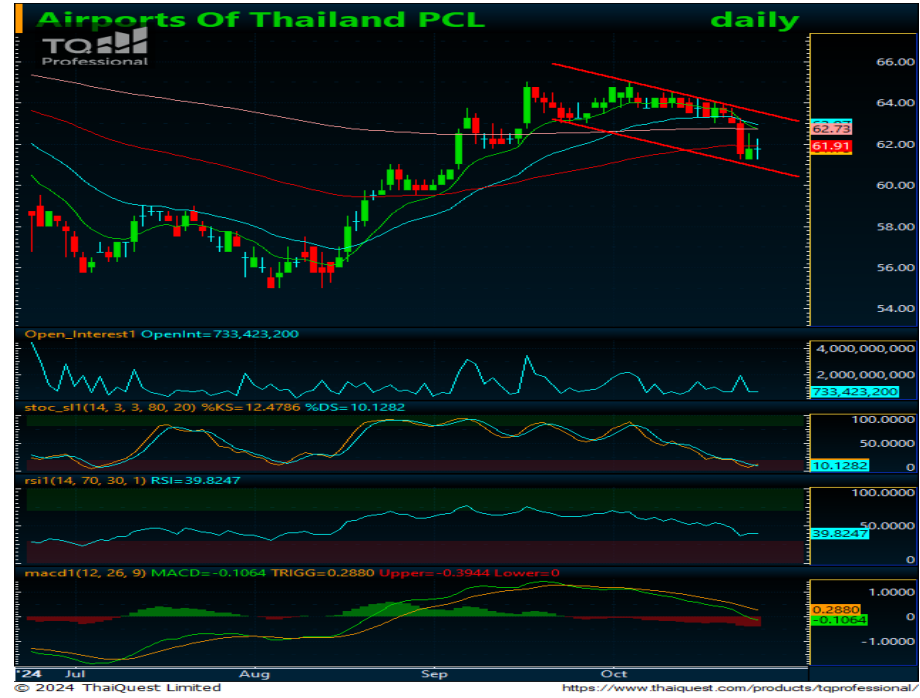 Airports Of Thailand PCL daily
TQ
Professional
66.00
64.00
62.73
62.00
61.91
60.00
58.00
56.00
54.00
Open_Interest1 OpenInt=733,423,200
4,000,000,000
2,000,000,000
733,423,200
stoc_sl1(14, 3, 3, 80, 20) %KS=12.4786 %DS=10.1282
100.0000
50.0000
10.1282
0
rsi1(14, 70, 30, 1) RSI=39.8247
100.0000
50.0000
39.8247
0
macd1(12, 26, 9) MACD=-0.1064 TRIGG=0.2880 Upper=-0.3944 Lower=0
1.0000
0.2880
0
-0.1064
-1.0000
'24 Jul Aug Sep Oct
© 2024 ThaiQuest Limited https://www.thaiquest.com/products/tqprofessional/